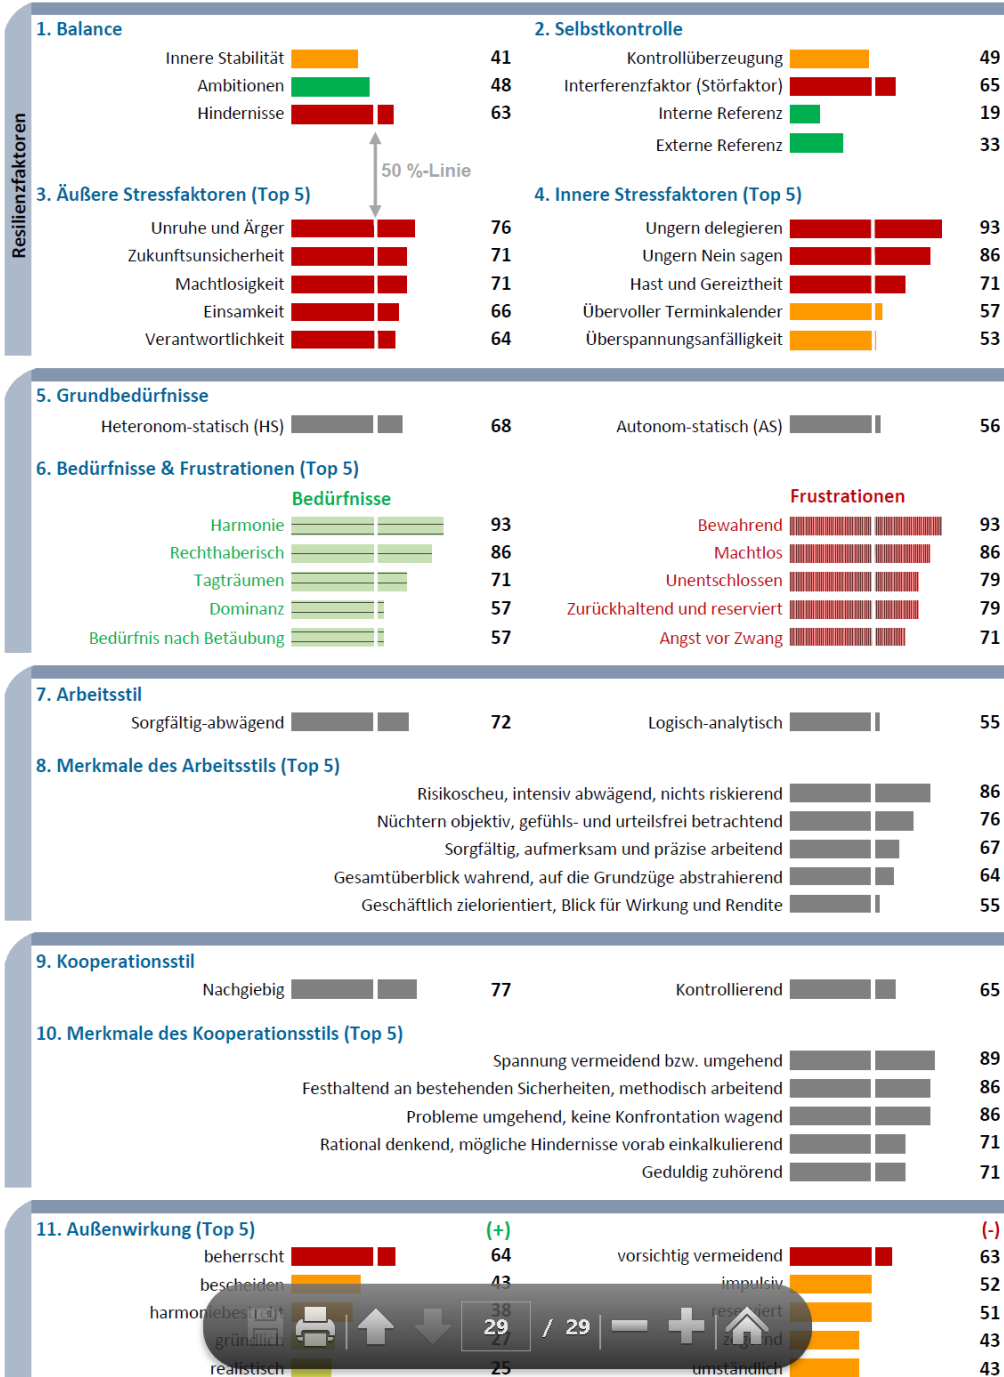 Resilienzfaktoren
1. Balance
Innere Stabilität 41
Ambitionen 48
Hindernisse 63
2. Selbstkontrolle
Kontrollüberzeugung 49
Interferenzfaktor (Störfaktor) 65
Interne Referenz 19
Externe Referenz 33
50 %-Linie
3. Äußere Stressfaktoren (Top 5)
Unruhe und Ärger 76
Zukunftsunsicherheit 71
Machtlosigkeit 71
Einsamkeit 66
Verantwortlichkeit 64
4. Innere Stressfaktoren (Top 5)
Ungern delegieren 93
Ungern Nein sagen 86
Hast und Gereiztheit 71
Übervoller Terminkalender 57
Überspannungsanfälligkeit 53
5. Grundbedürfnisse
Heteronom-statisch (HS) 68
Autonom-statisch (AS) 56
6. Bedürfnisse & Frustrationen (Top 5)
Bedürfnisse
Harmonie 93
Rechthaberisch 86
Tagträumen 71
Dominanz 57
Bedürfnis nach Betäubung 57
Frustrationen
Bewahrend 93
Machtlos 86
Unentschlossen 79
Zurückhaltend und reserviert 79
Angst vor Zwang 71
7. Arbeitsstil
Sorgfältig-abwägend 72
Logisch-analytisch 55
8. Merkmale des Arbeitsstils (Top 5)
Risikoscheu, intensiv abwägend, nichts riskierend 86
Nüchtern objektiv, gefühls- und urteilsfrei betrachtend 76
Sorgfältig, aufmerksam und präzise arbeitend 67
Gesamtüberblick wahrend, auf die Grundzüge abstrahierend 64
Geschäftlich zielorientiert, Blick für Wirkung und Rendite 55
9. Kooperationsstil
Nachgiebig 77
Kontrollierend 65
10. Merkmale des Kooperationsstils (Top 5)
Spannung vermeidend bzw. umgehend 89
Festhaltend an bestehenden Sicherheiten, methodisch arbeitend 86
Probleme umgehend, keine Konfrontation wagend 86
Rational denkend, mögliche Hindernisse vorab einkalkulierend 71
Geduldig zuhörend 71
11. Außenwirkung (Top 5) (+)
beherrscht 64
bescheiden 43
harmoniebestrebt 38
gründlich 27
realistisch 25
(-)
vorsichtig vermeidend 63
impulsiv 52
reserviert 51
zögernd 43
umständlich 43
29 / 29